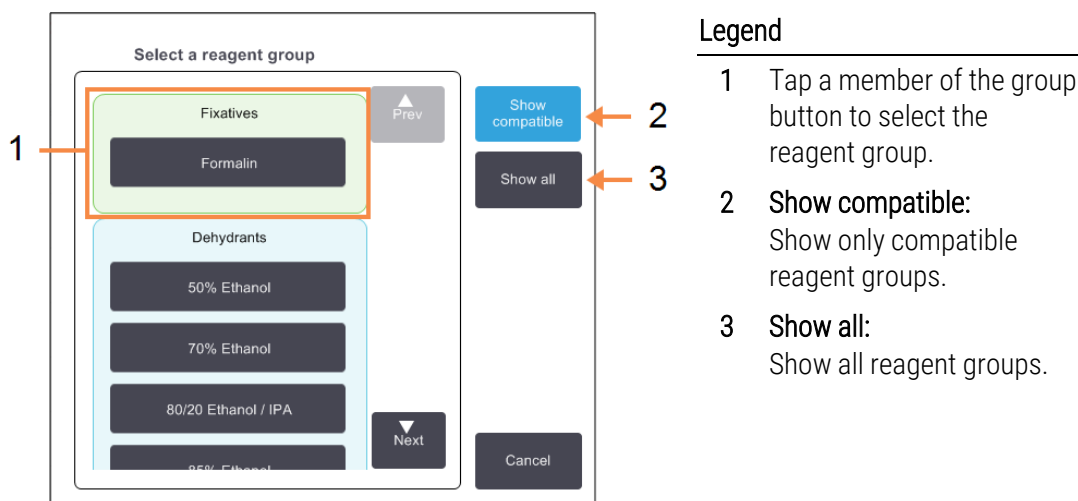 Select a reagent group
1
Fixatives
Formalin
Dehydrants
50% Ethanol
70% Ethanol
80/20 Ethanol / IPA
85% Ethanol
Prev
Next
Show
compatible
2
Show all
3
Cancel
Legend
1 Tap a member of the group
button to select the
reagent group.
2 Show compatible:
Show only compatible
reagent groups.
3 Show all:
Show all reagent groups.